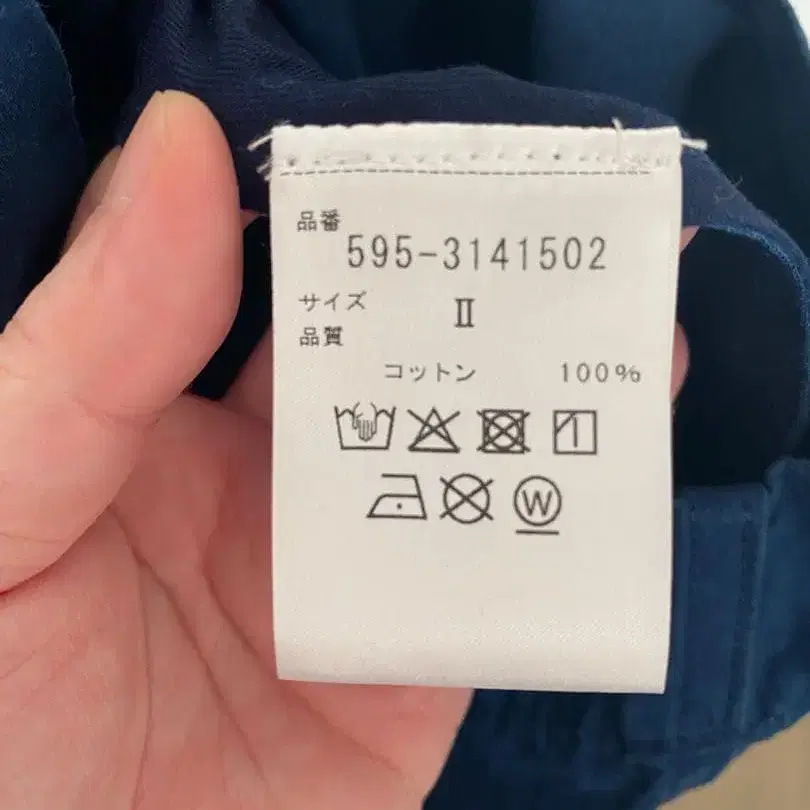 品番
595-3141502
サイズ Ⅱ
品質
コットン 100%
W